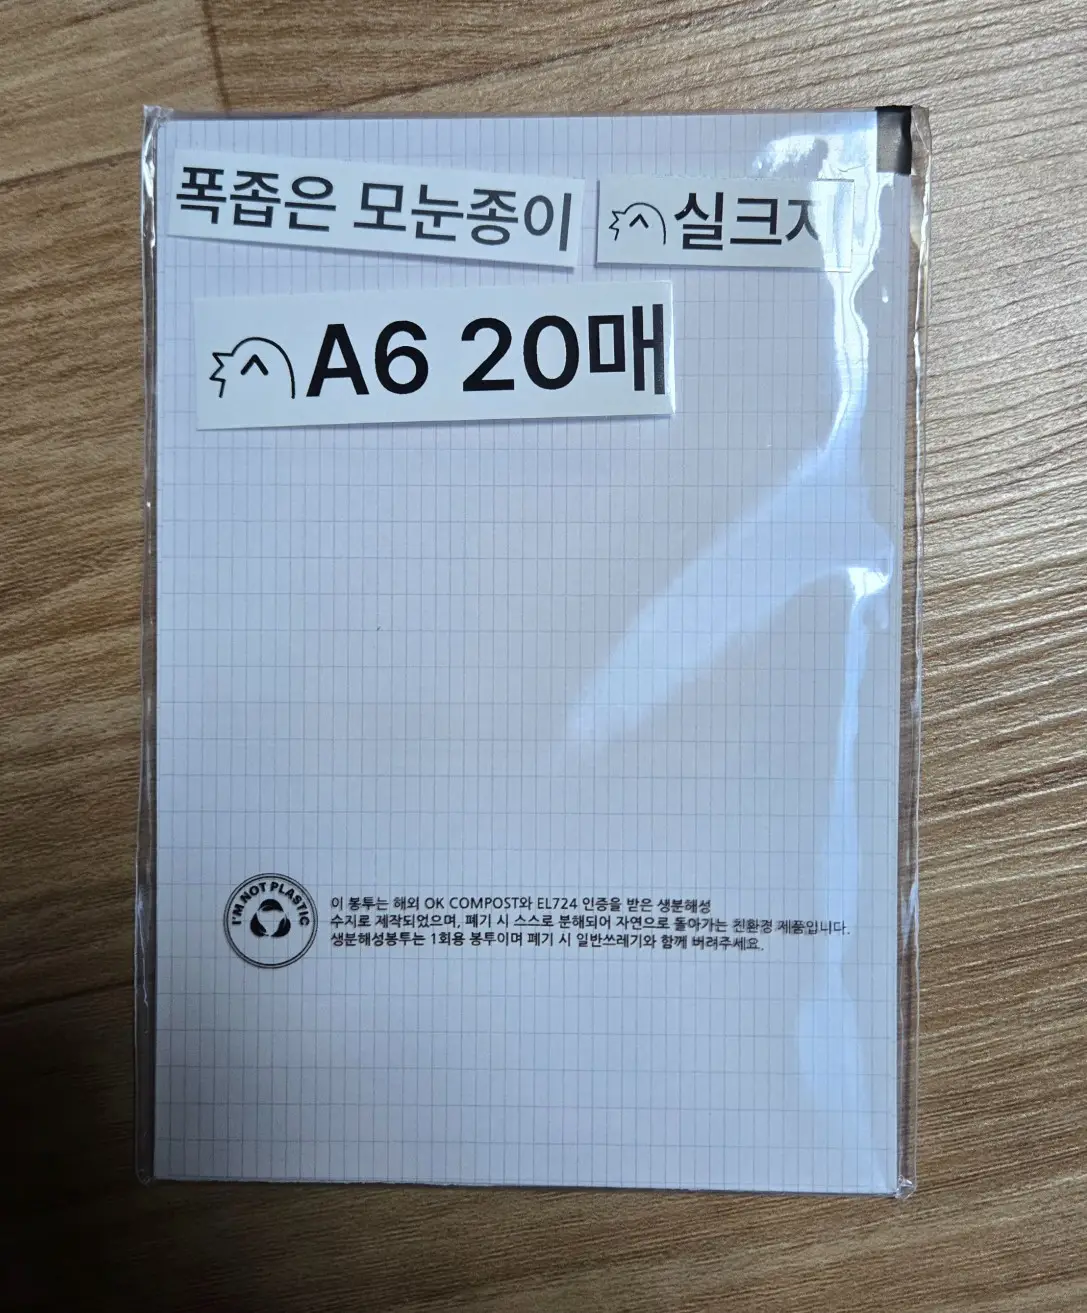 폭좁은 모눈종이
실크지
A6 20매
I'M NOT PLASTIC
이 봉투는 해외 OK COMPOST와 EL724 인증을 받은 생분해성
수지로 제작되었으며, 폐기 시 스스로 분해되어 자연으로 돌아가는 친환경 제품입니다.
생분해성봉투는 1회용 봉투이며 폐기 시 일반쓰레기와 함께 버려주세요.